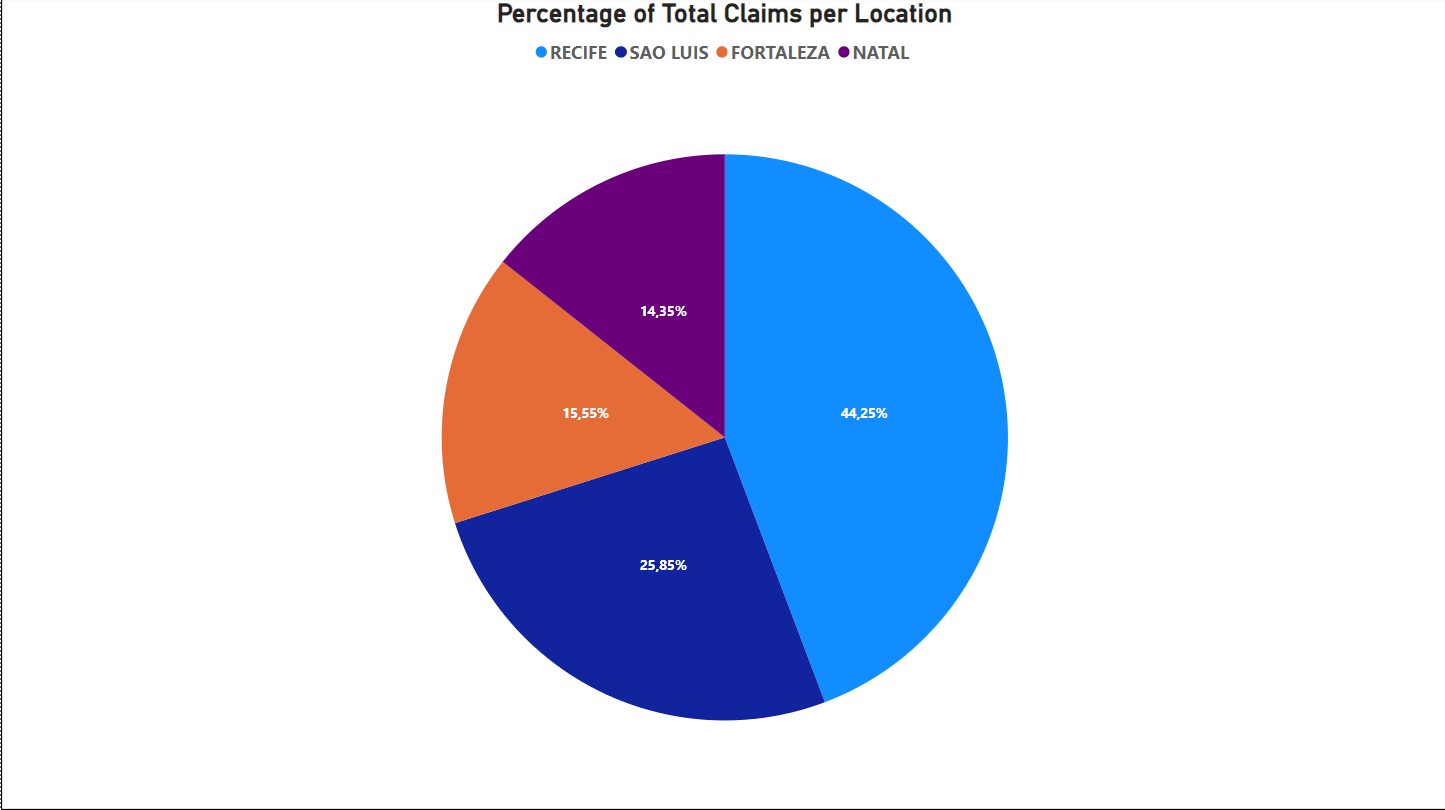 Percentage of Total Claims per Location
RECIFE SAO LUIS FORTALEZA NATAL
14,35%
15,55%
44,25%
25,85%